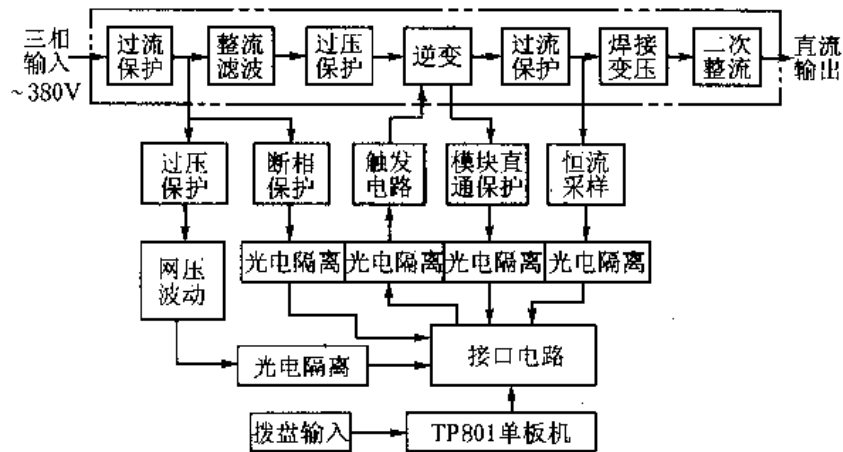 三相
输入
~380V
过流
保护
整流
滤波
过压
保护
逆变
过流
保护
焊接
变压
二次
整流
直流
输出
过压
保护
断相
保护
触发
电路
模块直
通保护
恒流
采样
网压
波动
光电隔离
光电隔离
光电隔离
光电隔离
接口电路
光电隔离
拨盘输入
TP801单板机